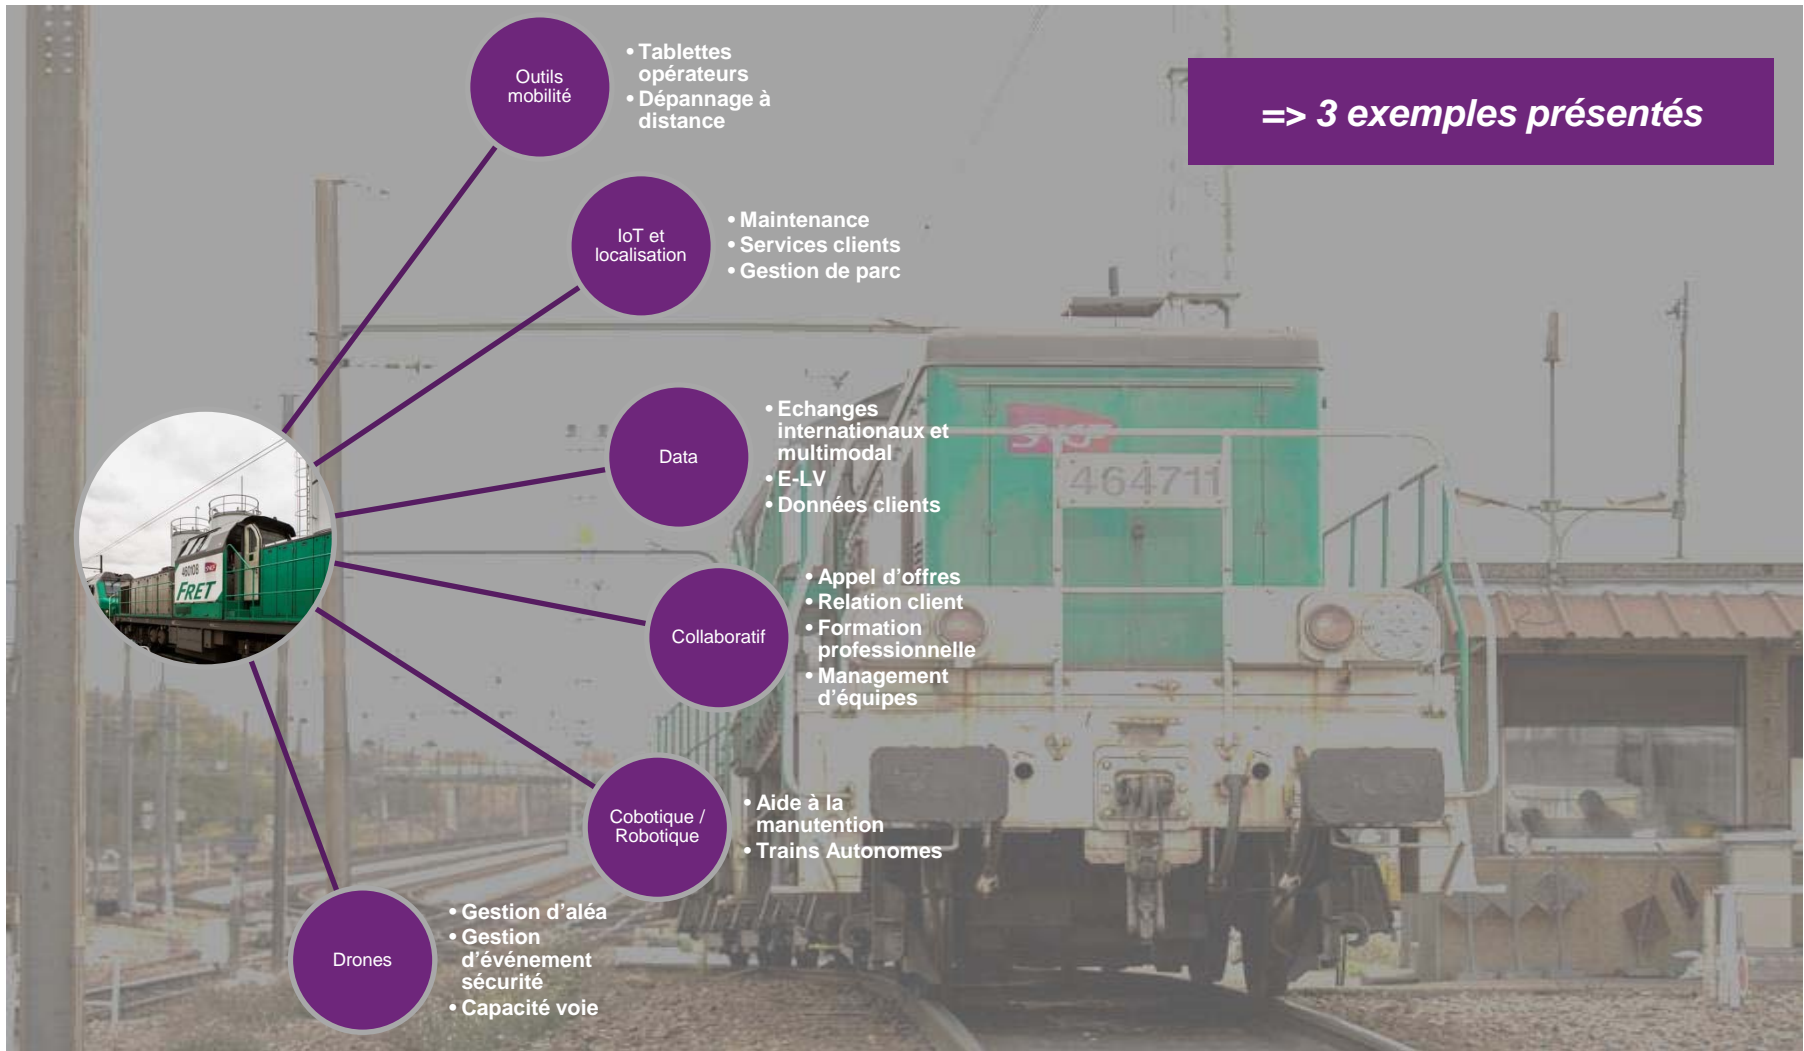 Outils
mobilité
• Tablettes
opérateurs
• Dépannage à
distance
=> 3 exemples présentés
IoT et
localisation
• Maintenance
• Services clients
• Gestion de parc
Data
• Echanges
internationaux et
multimodal
• E-LV
• Données clients
SNCF
464711
460108
FRET
Collaboratif
• Appel d’offres
• Relation client
• Formation
professionnelle
• Management
d’équipes
Cobotique /
Robotique
• Aide à la
manutention
• Trains Autonomes
Drones
• Gestion d’aléa
• Gestion
d’événement
sécurité
• Capacité voie